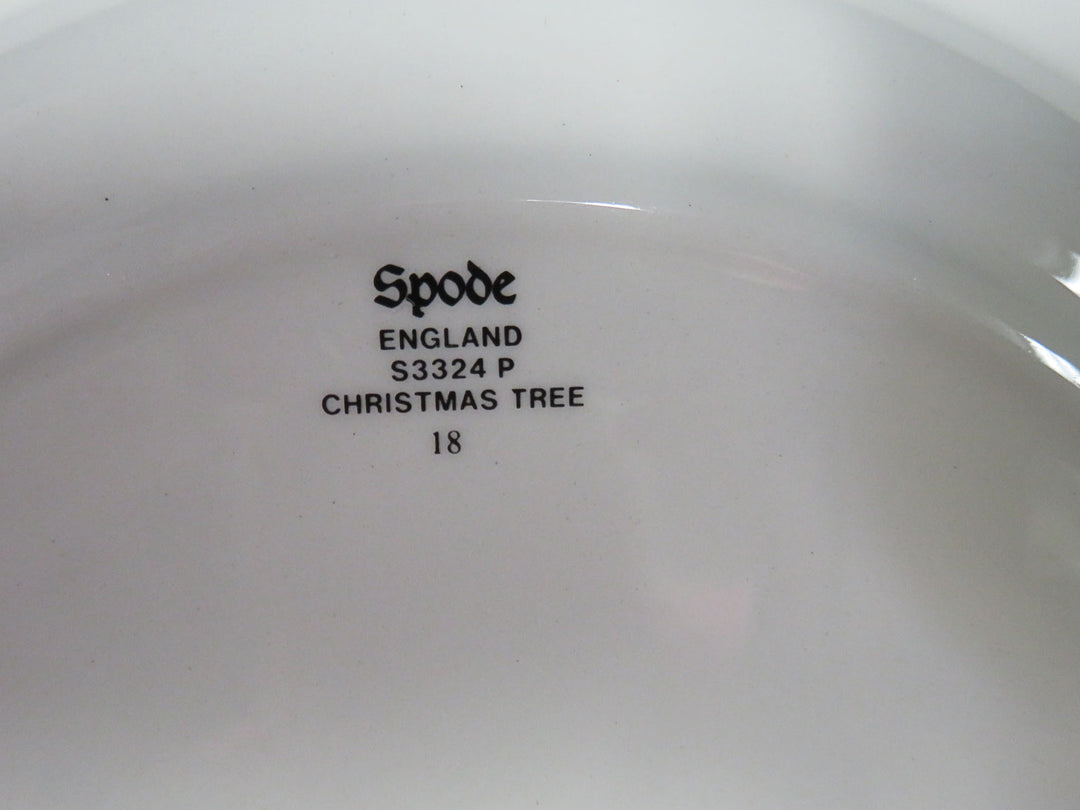 Spode
ENGLAND
S3324 P
CHRISTMAS TREE
18